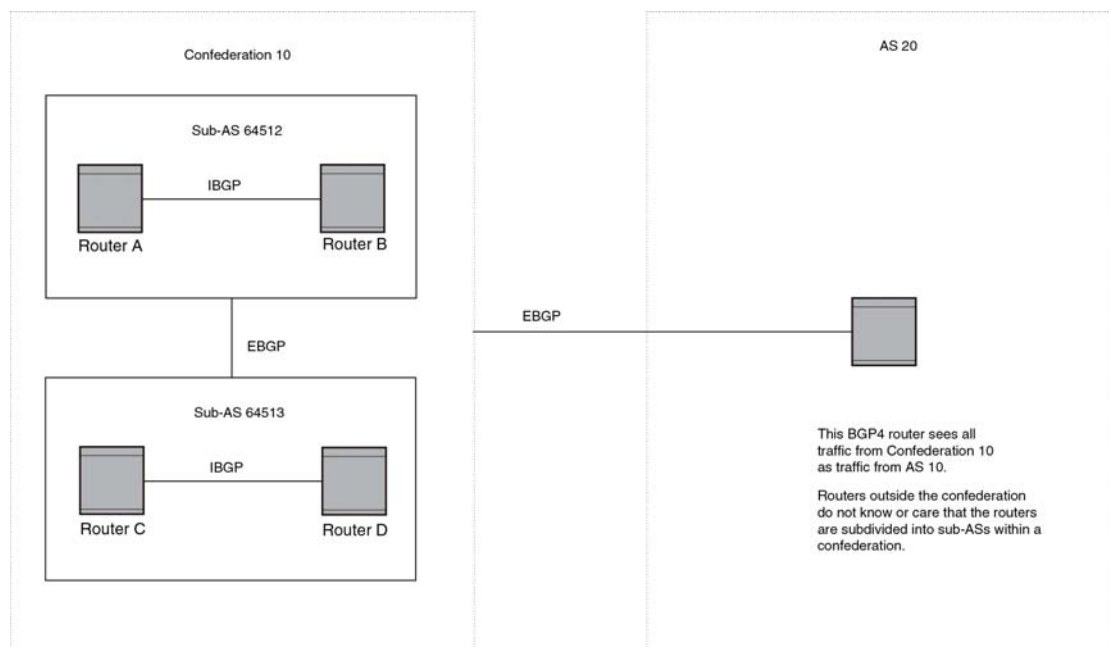 Confederation 10
AS 20
Sub-AS 64512
IBGP
Router A
Router B
EBGP
EBGP
Sub-AS 64513
IBGP
Router C
Router D
This BGP4 router sees all
traffic from Confederation 10
as traffic from AS 10.
Routers outside the confederation
do not know or care that the routers
are subdivided into sub-ASs within a
confederation.